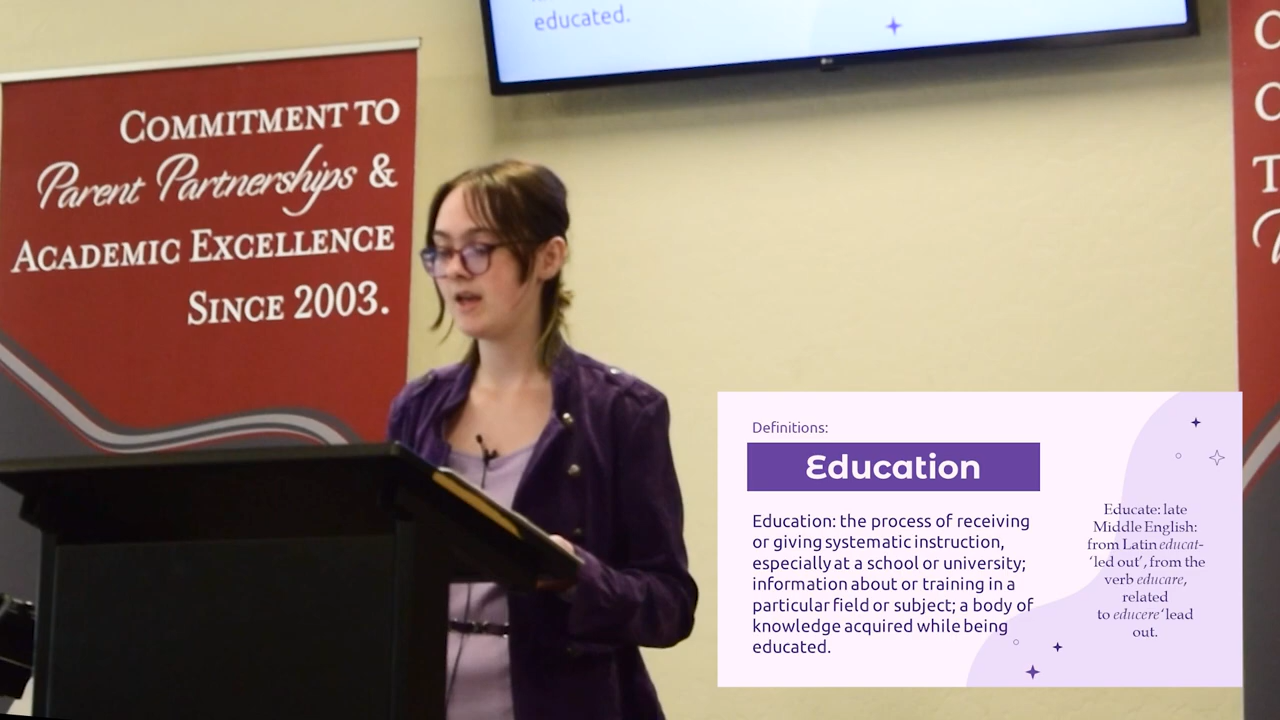 educated.
LG
COMMITMENT TO
Parent Partnerships &
ACADEMIC EXCELLENCE
SINCE 2003.
C
C
T
Definitions:
Education
Education: the process of receiving
or giving systematic instruction,
especially at a school or university;
information about or training in a
particular field or subject; a body of
knowledge acquired while being
educated.
Educate: late
Middle English:
from Latin educat-
‘led out’, from the
verb educare,
related
to educere ‘lead
out.